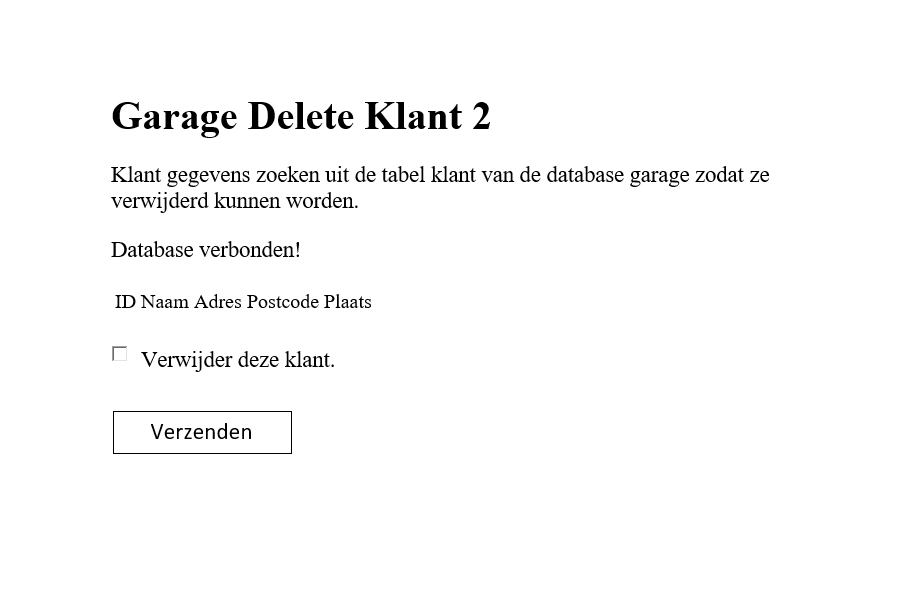 Garage Delete Klant 2
Klant gegevens zoeken uit de tabel klant van de database garage zodat ze
verwijderd kunnen worden.
Database verbonden!
ID Naam Adres Postcode Plaats
Verwijder deze klant.
Verzenden